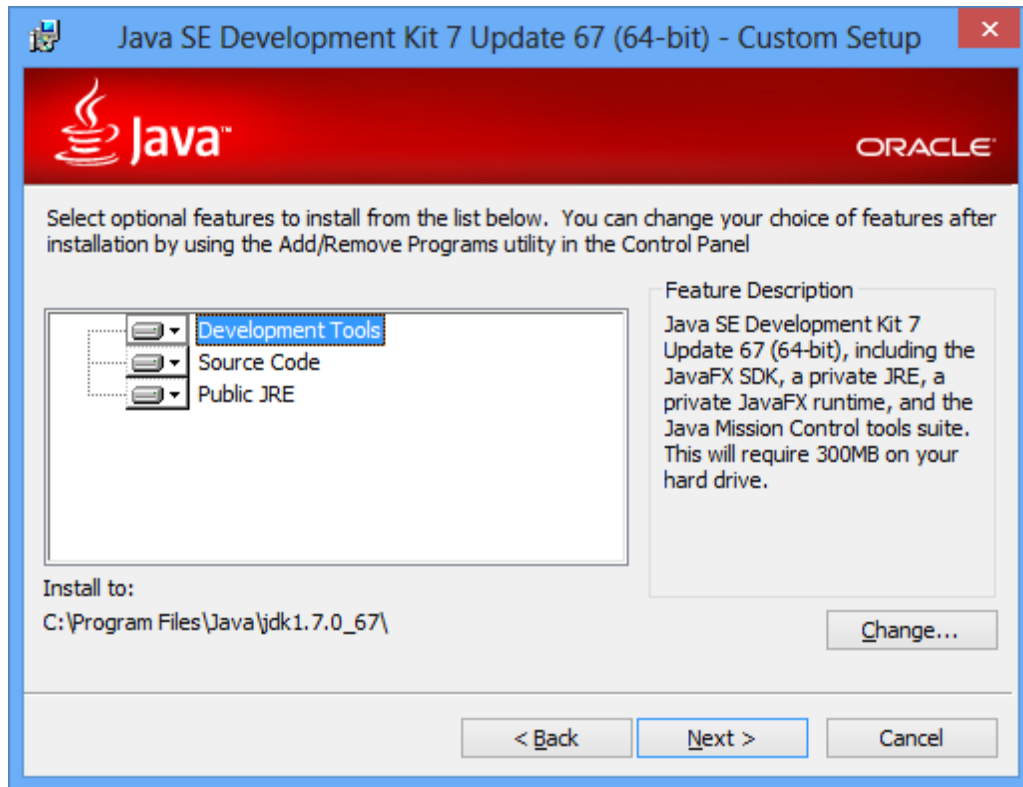 Java SE Development Kit 7 Update 67 (64-bit) - Custom Setup
Java™
ORACLE®
Select optional features to install from the list below.  You can change your choice of features after
installation by using the Add/Remove Programs utility in the Control Panel
Development Tools
Source Code
Public JRE
Feature Description
Java SE Development Kit 7
Update 67 (64-bit), including the
JavaFX SDK, a private JRE, a
private JavaFX runtime, and the
Java Mission Control tools suite.
This will require 300MB on your
hard drive.
Install to:
C:\Program Files\Java\jdk1.7.0_67\
Change...
< Back
Next >
Cancel